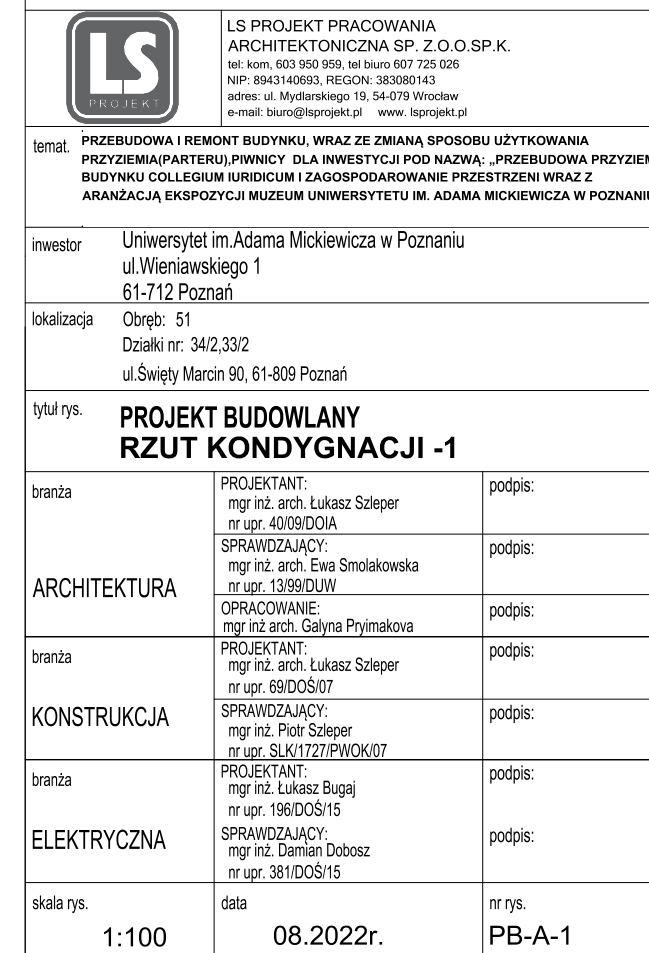 LS
PROJEKT
LS PROJEKT PRACOWANIA
ARCHITEKTONICZNA SP. Z.O.O.SP.K.
tel: kom, 603 950 959, tel biuro 607 725 026
NIP: 8943140693, REGON: 383080143
adres: ul. Mydlarskiego 19, 54-079 Wrocław
e-mail: biuro@lsprojekt.pl www. lsprojekt.pl
temat.
PRZEBUDOWA I REMONT BUDYNKU, WRAZ ZE ZMIANĄ SPOSOBU UŻYTKOWANIA
PRZYZIEMIA(PARTERU),PIWNICY DLA INWESTYCJI POD NAZWĄ: „PRZEBUDOWA PRZYZIEM
BUDYNKU COLLEGIUM IURIDICUM I ZAGOSPODAROWANIE PRZESTRZENI WRAZ Z
ARANŻACJĄ EKSPOZYCJI MUZEUM UNIWERSYTETU IM. ADAMA MICKIEWICZA W POZNANIU
inwestor
Uniwersytet im.Adama Mickiewicza w Poznaniu
ul.Wieniawskiego 1
61-712 Poznań
lokalizacja
Obręb: 51
Działki nr: 34/2,33/2
ul.Święty Marcin 90, 61-809 Poznań
tytuł rys.
PROJEKT BUDOWLANY
RZUT KONDYGNACJI -1
branża
ARCHITEKTURA
PROJEKTANT:
mgr inż. arch. Łukasz Szleper
nr upr. 40/09/DOIA
podpis:
SPRAWDZAJĄCY:
mgr inż. arch. Ewa Smolakowska
nr upr. 13/99/DUW
podpis:
OPRACOWANIE:
mgr inż arch. Galyna Pryimakova
podpis:
branża
KONSTRUKCJA
PROJEKTANT:
mgr inż. arch. Łukasz Szleper
nr upr. 69/DOŚ/07
podpis:
SPRAWDZAJĄCY:
mgr inż. Piotr Szleper
nr upr. SLK/1727/PWOK/07
podpis:
branża
ELEKTRYCZNA
PROJEKTANT:
mgr inż. Łukasz Bugaj
nr upr. 196/DOŚ/15
podpis:
SPRAWDZAJĄCY:
mgr inż. Damian Dobosz
nr upr. 381/DOŚ/15
podpis:
skala rys.
1:100
data
08.2022r.
nr rys.
PB-A-1